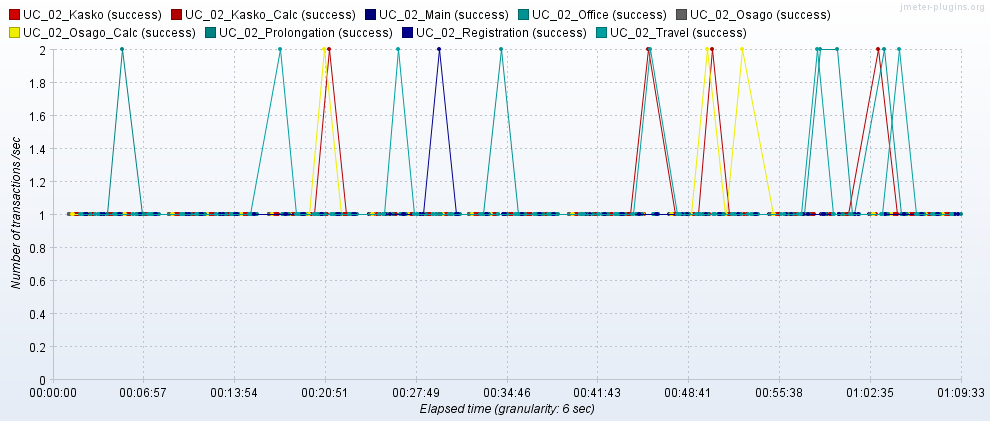 jmeter-plugins.org
UC_02_Kasko (success) UC_02_Kasko_Calc (success) UC_02_Main (success) UC_02_Office (success) UC_02_Osago (success)
UC_02_Osago_Calc (success) UC_02_Prolongation (success) UC_02_Registration (success) UC_02_Travel (success)
Number of transactions /sec
2
1.8
1.6
1.4
1.2
1
0.8
0.6
0.4
0.2
0
00:00:00 00:06:57 00:13:54 00:20:51 00:27:49 00:34:46 00:41:43 00:48:41 00:55:38 01:02:35 01:09:33
Elapsed time (granularity: 6 sec)